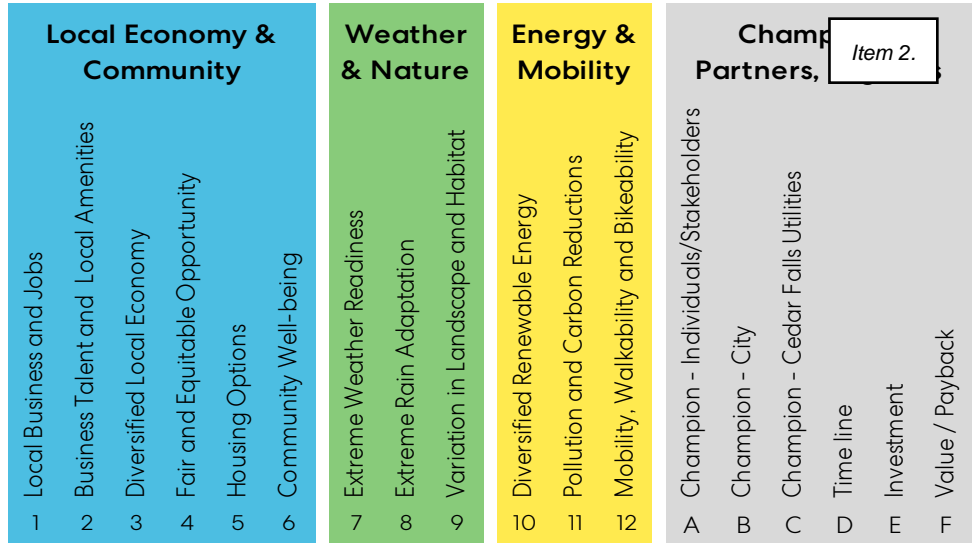 Local Economy &
Community
Local Business and Jobs
1
Business Talent and Local Amenities
2
Diversified Local Economy
3
Fair and Equitable Opportunity
4
Housing Options
5
Community Well-being
6
Weather
& Nature
Extreme Weather Readiness
7
Extreme Rain Adaptation
8
Variation in Landscape and Habitat
9
Energy &
Mobility
Diversified Renewable Energy
10
Pollution and Carbon Reductions
11
Mobility, Walkability and Bikeability
12
Item 2.
Partners,
Champion - Individuals/Stakeholders
A
Champion - City
B
Champion - Cedar Falls Utilities
C
Time line
D
Investment
E
Value / Payback
F